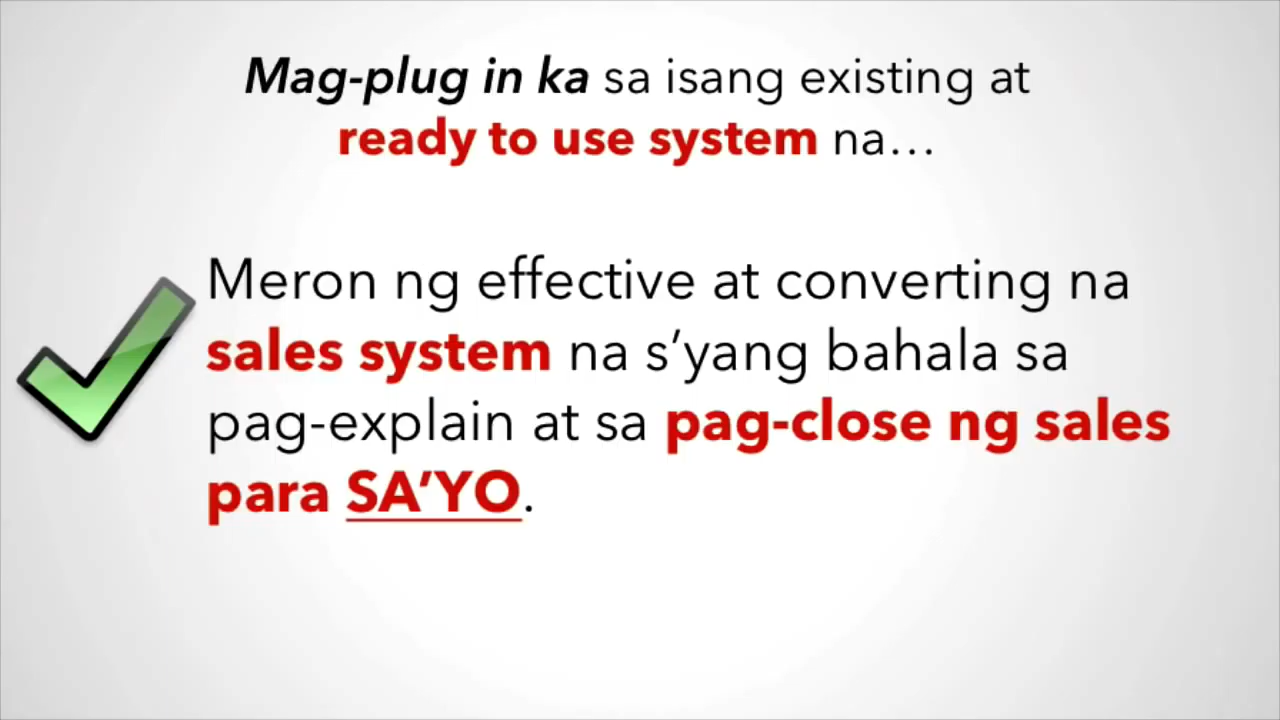 Mag-plug in ka sa isang existing at
ready to use system na…
Meron ng effective at converting na
sales system na s’yang bahala sa
pag-explain at sa pag-close ng sales
para SA’YO.